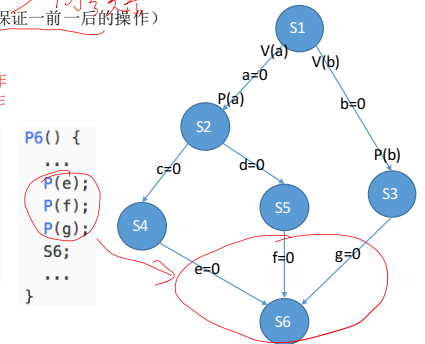 保证一前一后的操作）
作
P6() {
...
P(e);
P(f);
P(g);
S6;
...
}
S1
V(a)
V(b)
a=0
P(a)
b=0
S2
P(b)
c=0
d=0
S3
S4
S5
e=0
f=0
g=0
S6